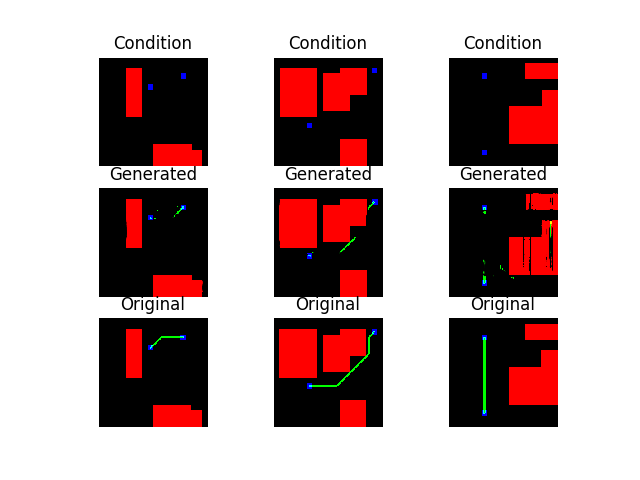 Condition Condition Condition
Generated Generated Generated
Original Original Original